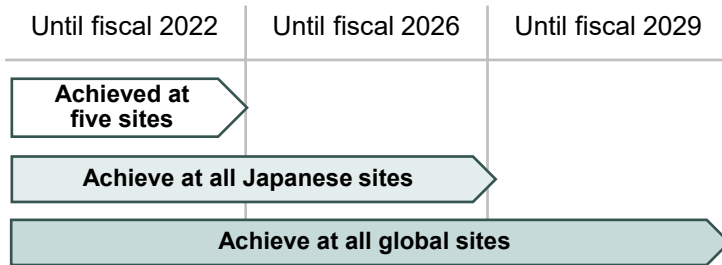 Until fiscal 2022
Until fiscal 2026
Until fiscal 2029
Achieved at
five sites
Achieve at all Japanese sites
Achieve at all global sites